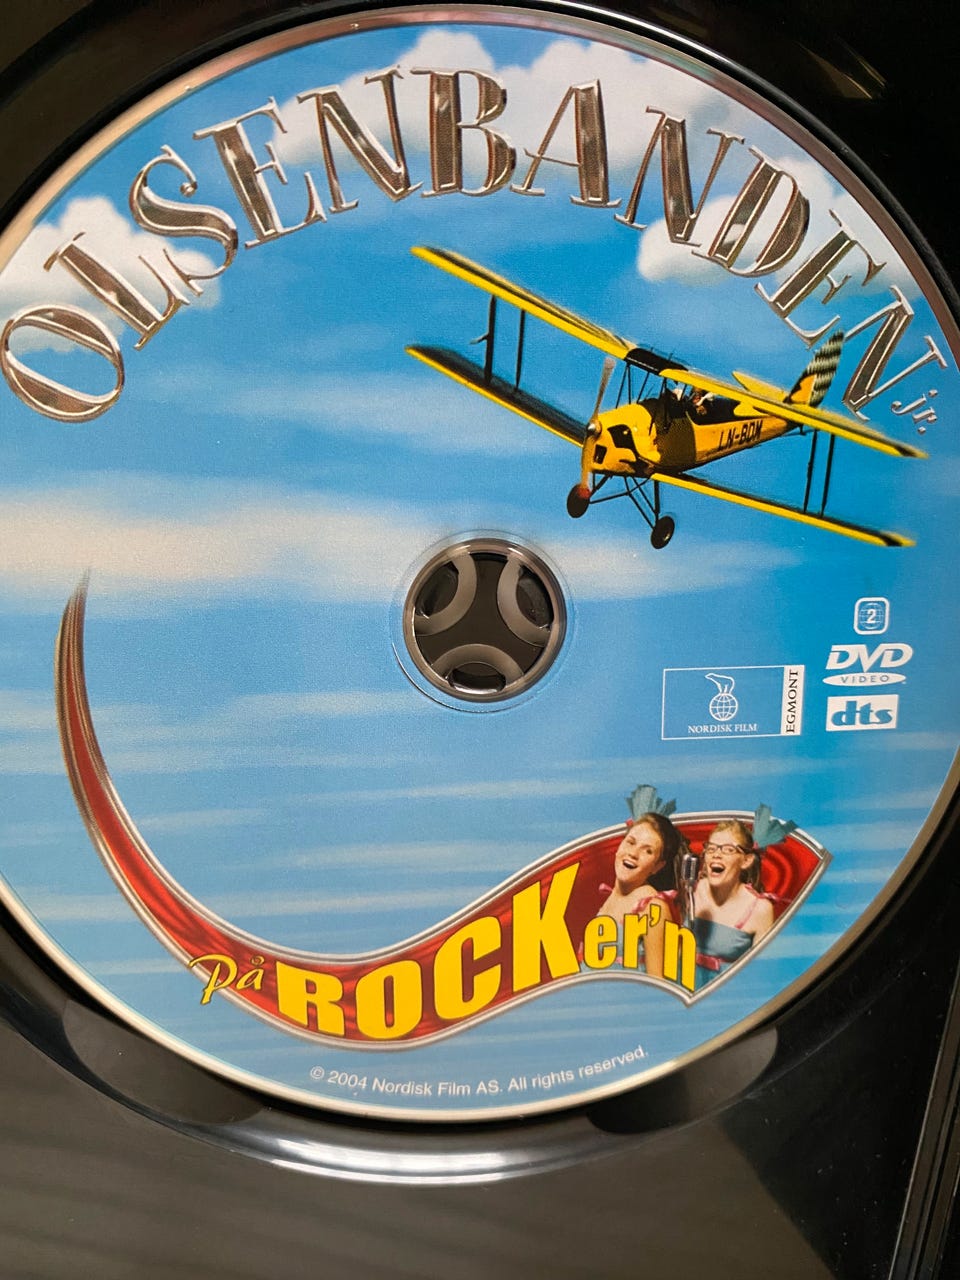 OLSENBANDEN jr.
LN-BDM
2
DVD
VIDEO
NORDISK FILM
EGMONT
dts
På ROCKer'n
© 2004 Nordisk Film AS. All rights reserved.